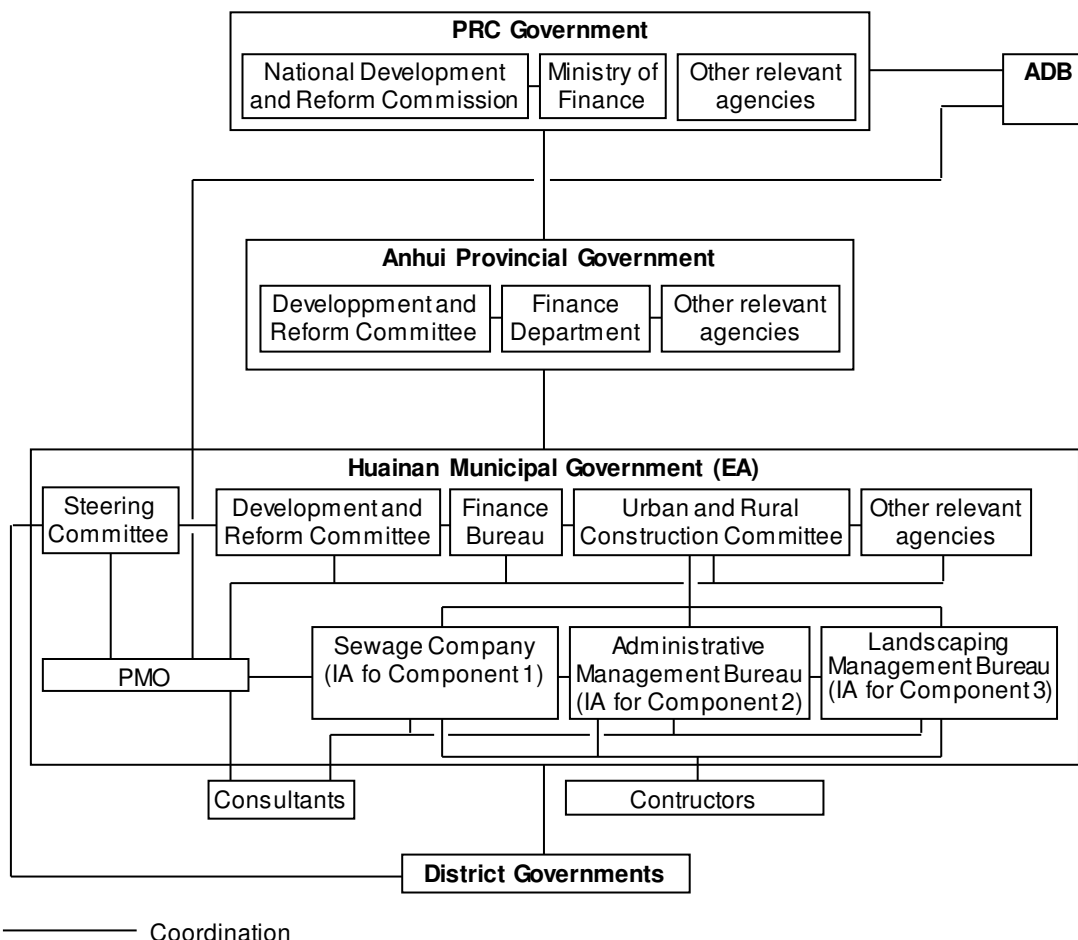 PRC Government
National Development
and Reform Commission
Ministry of
Finance
Other relevant
agencies
ADB
Anhui Provincial Government
Developpment and
Reform Committee
Finance
Department
Other relevant
agencies
Huainan Municipal Government (EA)
Steering
Committee
Development and
Reform Committee
Finance
Bureau
Urban and Rural
Construction Committee
Other relevant
agencies
PMO
Sewage Company
(IA fo Component 1)
Administrative
Management Bureau
(IA for Component 2)
Landscaping
Management Bureau
(IA for Component 3)
Consultants
Contructors
District Governments
Coordination